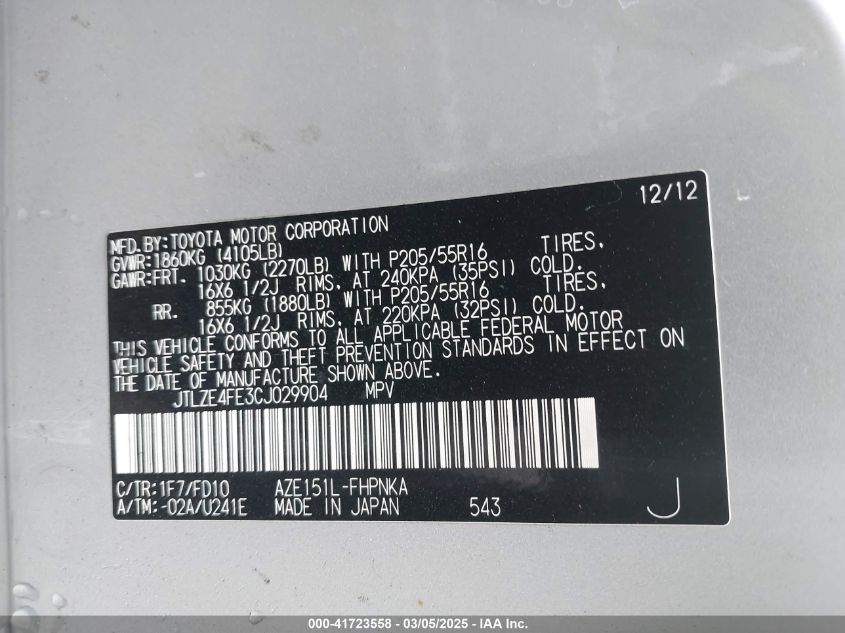 12/12
MFD.BY:TOYOTA MOTOR CORPORATION
GVWR:1860KG (4105LB)
GAWR:FRT. 1030KG (2270LB) WITH P205/55R16 TIRES,
16X6 1/2J RIMS, AT 240KPA (35PSI) COLD.
RR. 855KG (1880LB) WITH P205/55R16 TIRES,
16X6 1/2J RIMS, AT 220KPA (32PSI) COLD.
THIS VEHICLE CONFORMS TO ALL APPLICABLE FEDERAL MOTOR
VEHICLE SAFETY AND THEFT PREVENTION STANDARDS IN EFFECT ON
THE DATE OF MANUFACTURE SHOWN ABOVE.
JTLZE4FE3CJ029904 MPV
C/TR:1F7/FD10 AZE151L-FHPNKA
A/TM:-02A/U241E MADE IN JAPAN 543 J
000-41723558 - 03/05/2025 - IAA Inc.